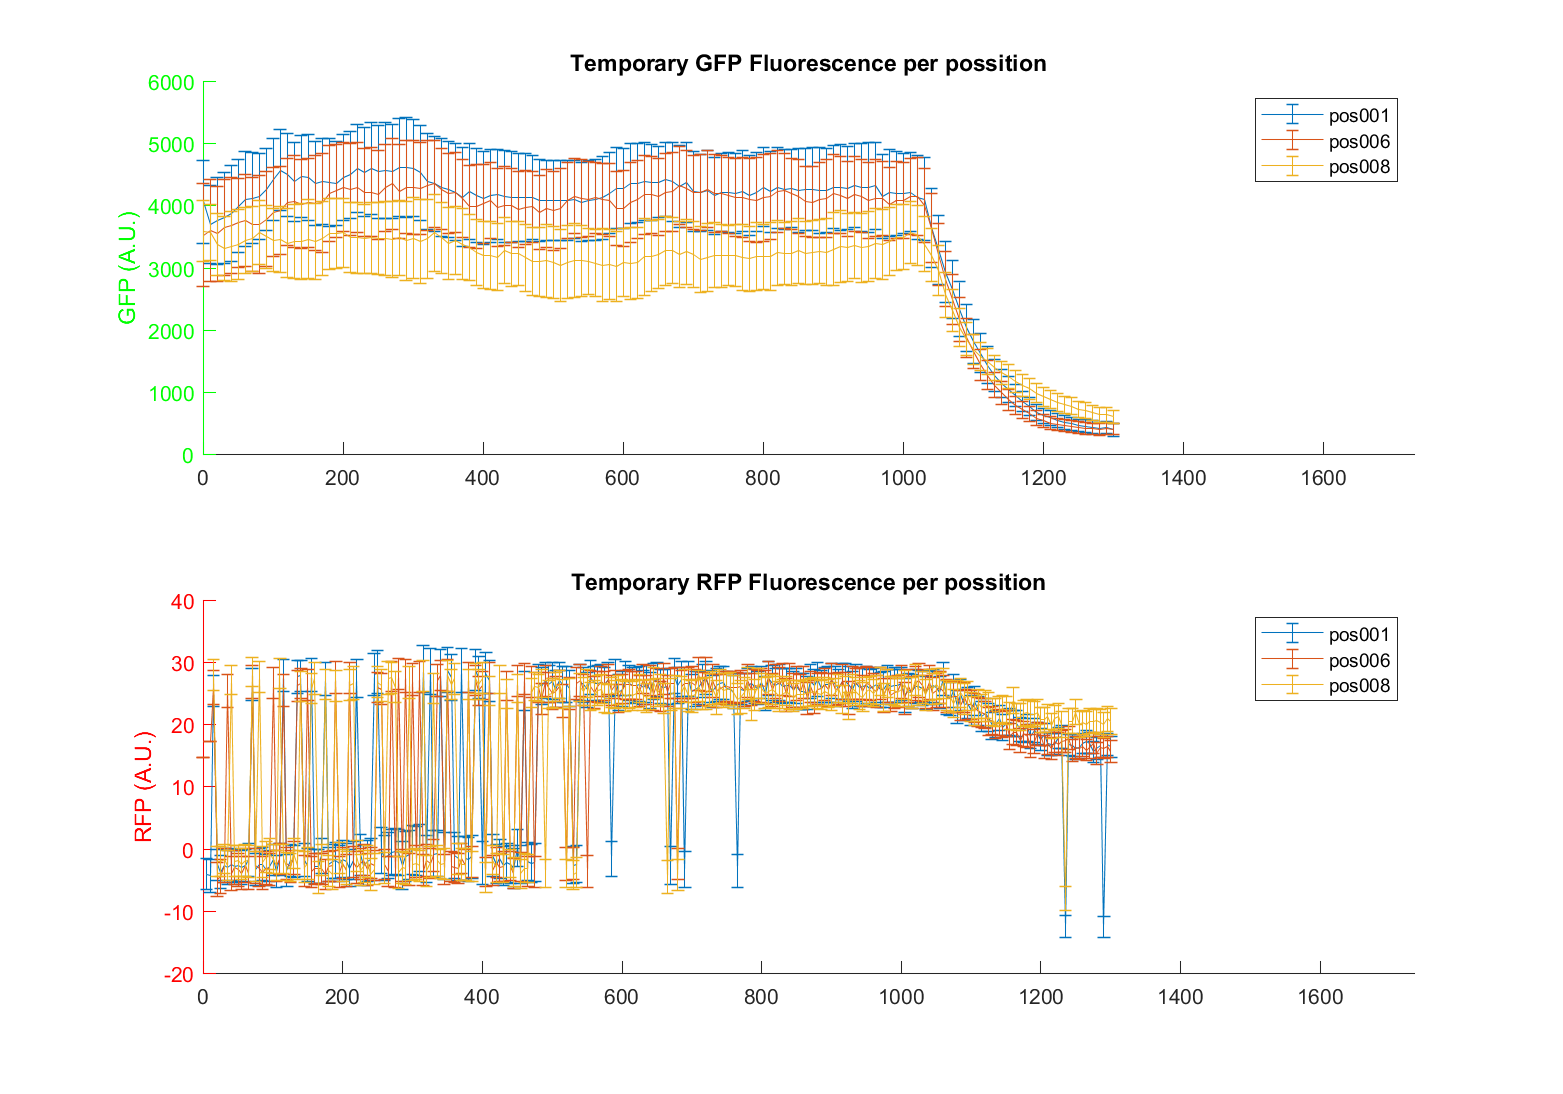 Temporary GFP Fluorescence per possition
6000
5000
4000
3000
2000
1000
0
GFP (A.U.)
0 200 400 600 800 1000 1200 1400 1600
pos001
pos006
pos008
Temporary RFP Fluorescence per possition
40
30
20
10
0
-10
-20
RFP (A.U.)
0 200 400 600 800 1000 1200 1400 1600
pos001
pos006
pos008